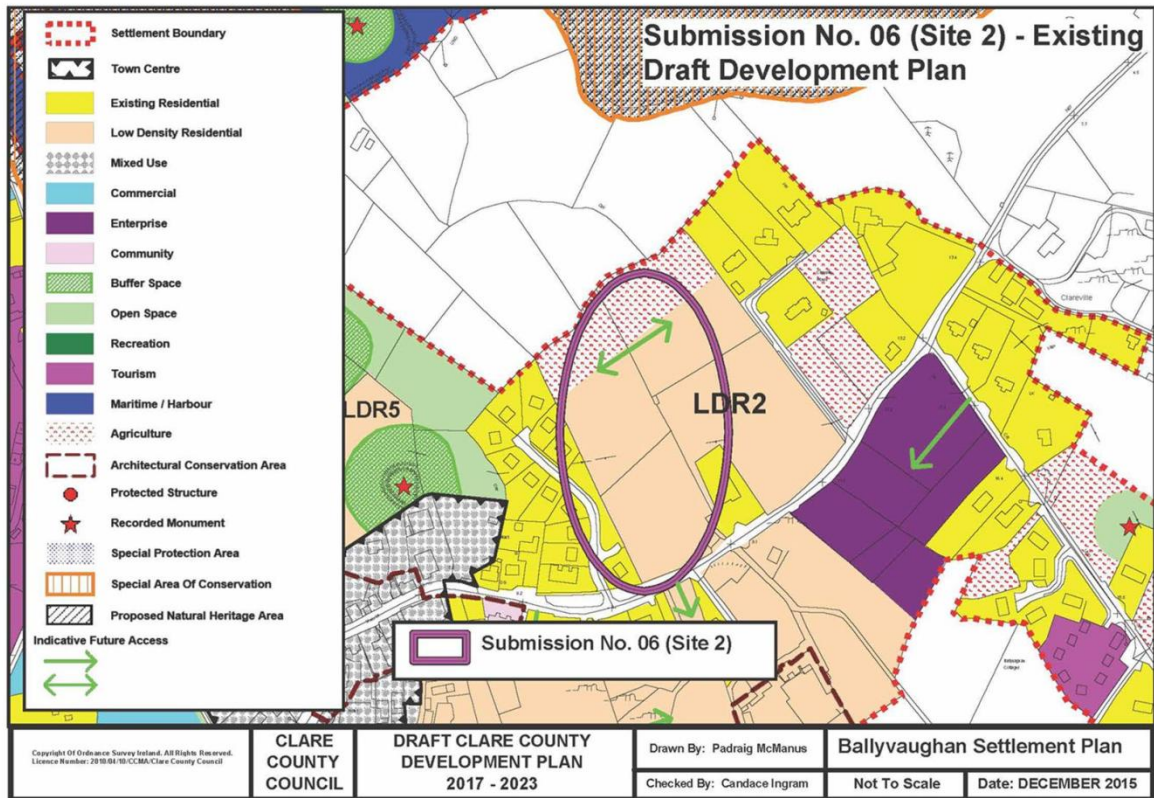 Settlement Boundary
Town Centre
Existing Residential
Low Density Residential
Mixed Use
Commercial
Enterprise
Community
Buffer Space
Open Space
Recreation
Tourism
Maritime / Harbour
Agriculture
Architectural Conservation Area
Protected Structure
Recorded Monument
Special Protection Area
Special Area Of Conservation
Proposed Natural Heritage Area
Indicative Future Access
Submission No. 06 (Site 2) - Existing
Draft Development Plan
Clareville
LDR5
LDR2
Submission No. 06 (Site 2)
Copyright Of Ordnance Survey Ireland. All Rights Reserved.
Licence Number: 2010/04/10/CCMA/Clare County Council
CLARE
COUNTY
COUNCIL
DRAFT CLARE COUNTY
DEVELOPMENT PLAN
2017 - 2023
Drawn By: Padraig McManus
Checked By: Candace Ingram
Ballyvaughan Settlement Plan
Not To Scale
Date: DECEMBER 2015